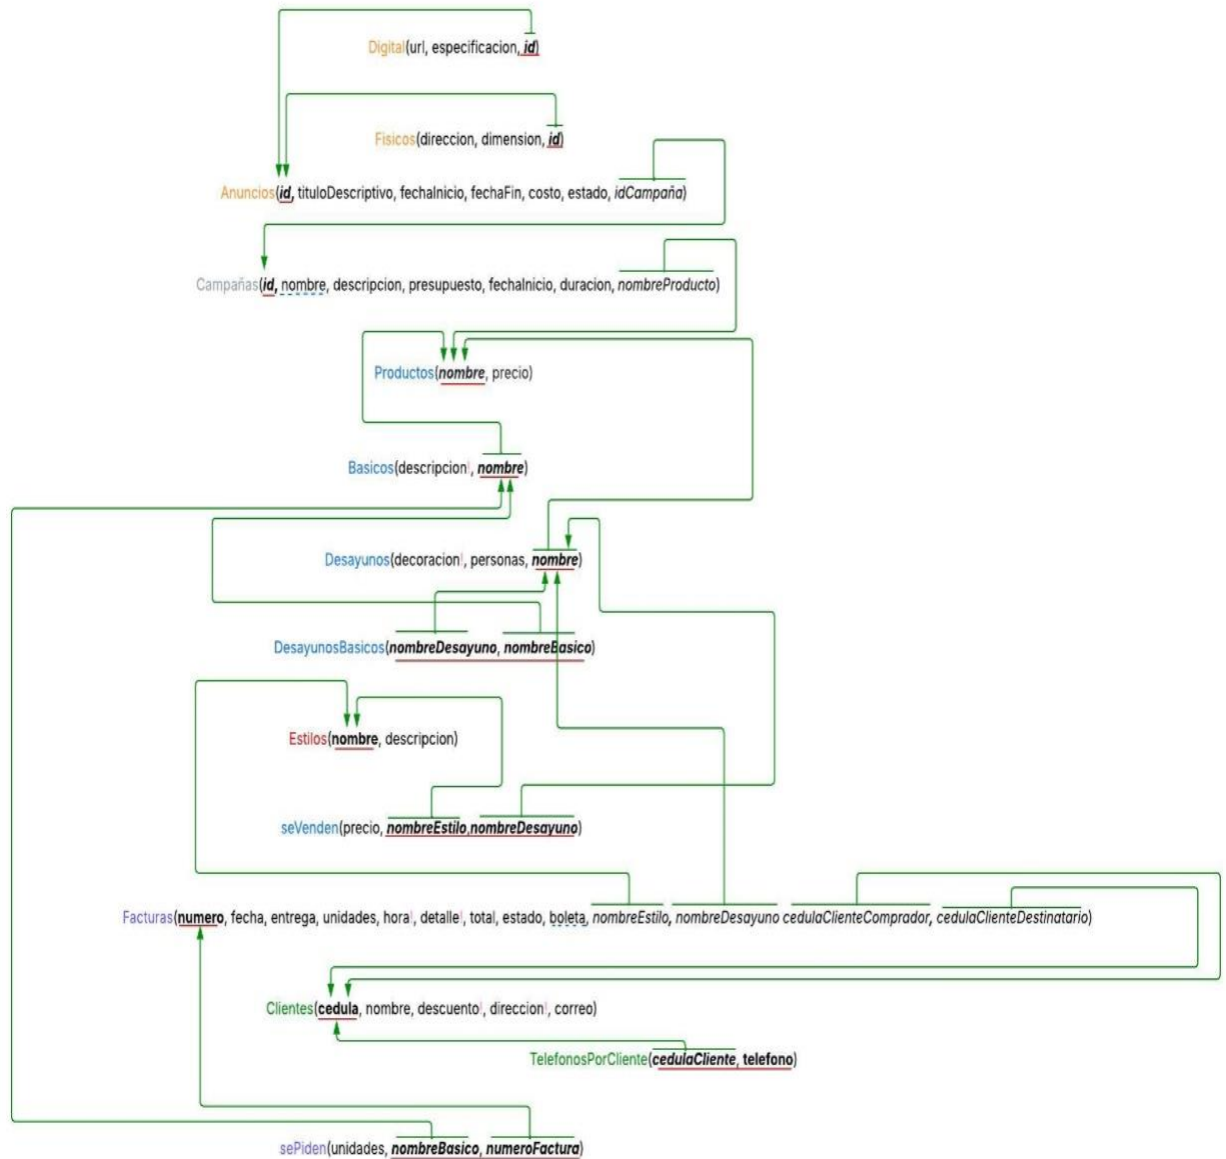 Digital(url, especificacion, id)
Fisicos(direccion, dimension, id)
Anuncios(id, tituloDescriptivo, fechaInicio, fechaFin, costo, estado, idCampaña)
Campañas(id, nombre, descripcion, presupuesto, fechaInicio, duracion, nombreProducto)
Productos(nombre, precio)
Basicos(descripcion!, nombre)
Desayunos(decoracion!, personas, nombre)
DesayunosBasicos(nombreDesayuno, nombreBasico)
Estilos(nombre, descripcion)
seVenden(precio, nombreEstilo,nombreDesayuno)
Facturas(numero, fecha, entrega, unidades, hora!, detalle!, total, estado, boleta, nombreEstilo, nombreDesayuno cedulaClienteComprador, cedulaClienteDestinatario)
Clientes(cedula, nombre, descuento!, direccion!, correo)
TelefonosPorCliente(cedulaCliente, telefono)
sePiden(unidades, nombreBasico, numeroFactura)